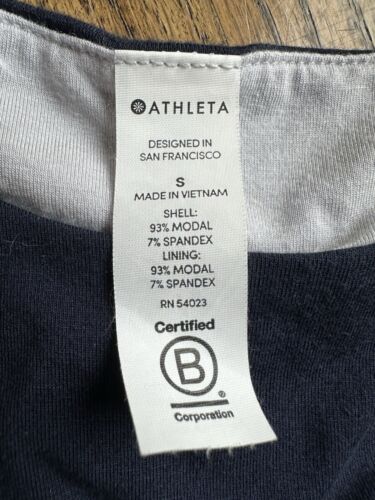 ATHLETA
DESIGNED IN
SAN FRANCISCO
S
MADE IN VIETNAM
SHELL:
93% MODAL
7% SPANDEX
LINING:
93% MODAL
7% SPANDEX
RN 54023
Certified
B
®
Corporation